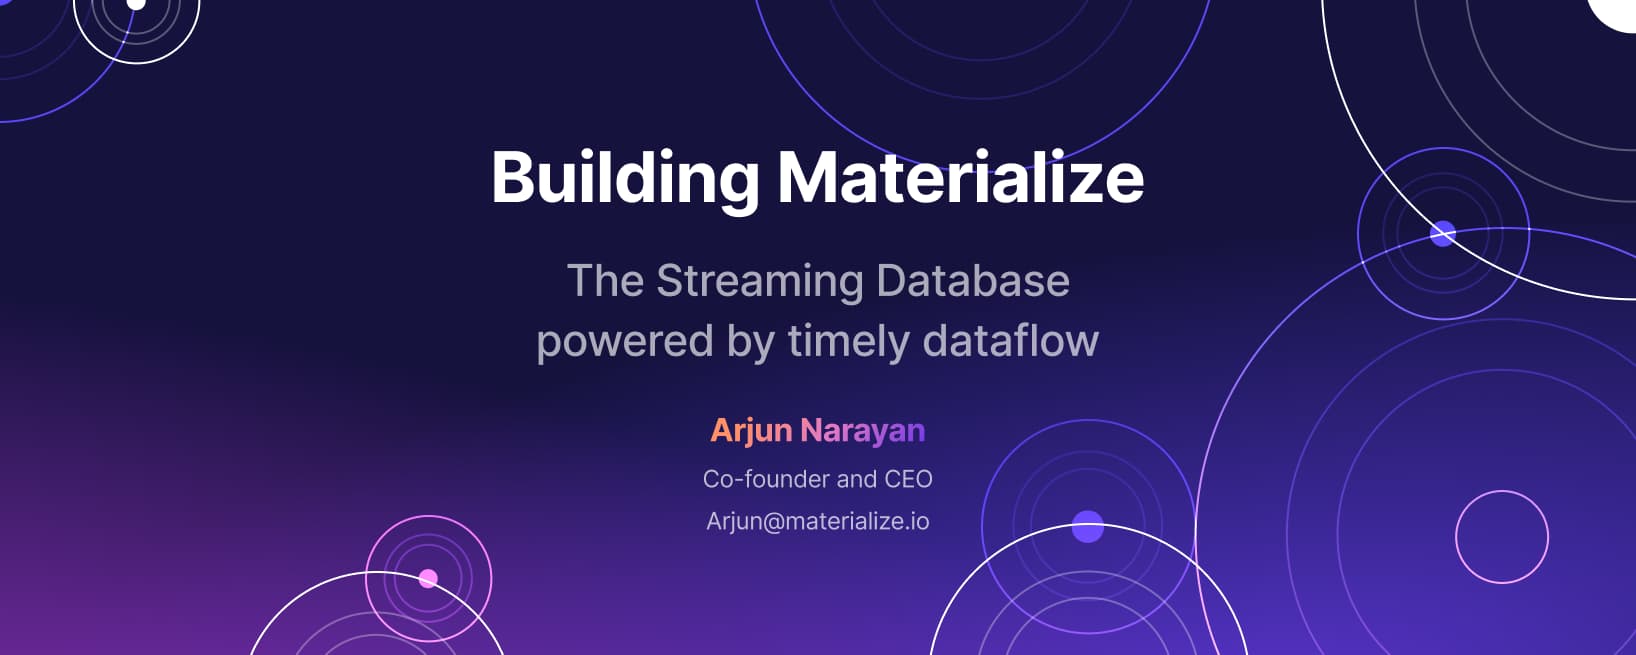 Building Materialize
The Streaming Database
powered by timely dataflow
Arjun Narayan
Co-founder and CEO
Arjun@materialize.io